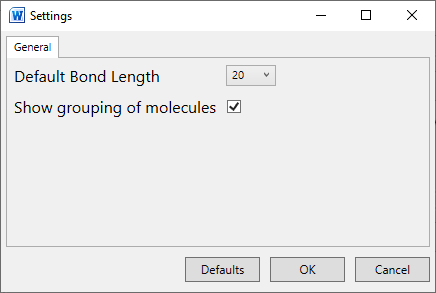 W Settings
General
Default Bond Length 20
Show grouping of molecules
Defaults OK Cancel